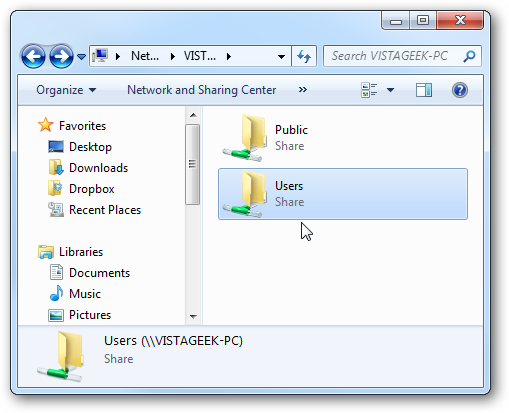 Net... VIST... Search VISTAGEEK-PC
Organize Network and Sharing Center »
Favorites
Desktop
Downloads
Dropbox
Recent Places
Libraries
Documents
Music
Pictures
Public
Share
Users
Share
Users (\\VISTAGEEK-PC)
Share